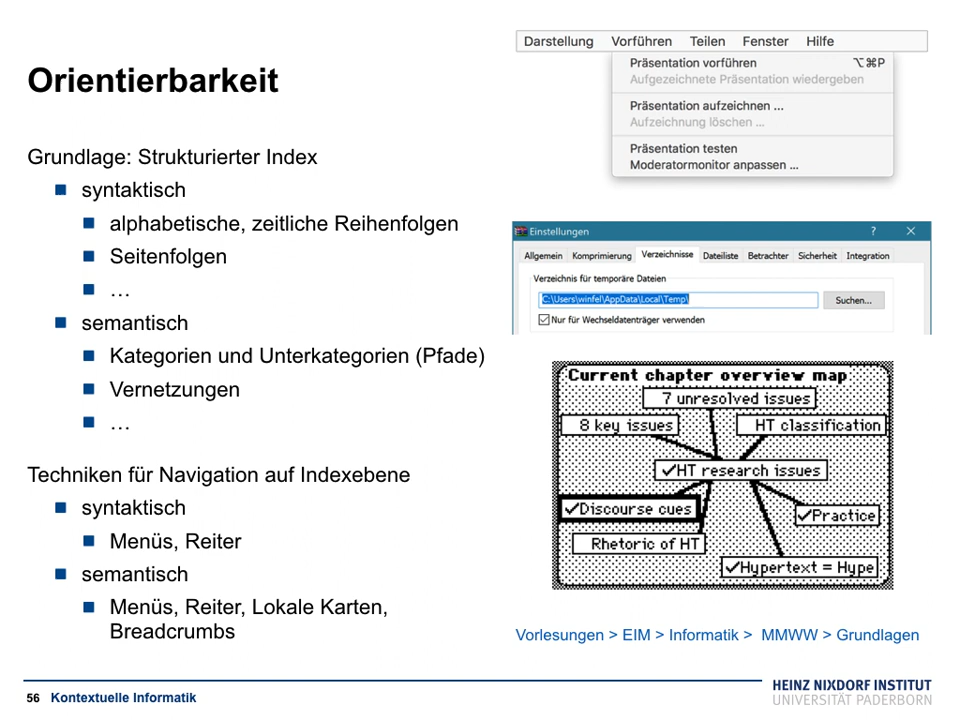 Orientierbarkeit
Grundlage: Strukturierter Index
syntaktisch
alphabetische, zeitliche Reihenfolgen
Seitenfolgen
…
semantisch
Kategorien und Unterkategorien (Pfade)
Vernetzungen
…
Techniken für Navigation auf Indexebene
syntaktisch
Menüs, Reiter
semantisch
Menüs, Reiter, Lokale Karten,
Breadcrumbs
Darstellung Vorführen Teilen Fenster Hilfe
Präsentation vorführen ⌥⌘P
Aufgezeichnete Präsentation wiedergeben
Präsentation aufzeichnen ...
Aufzeichnung löschen ...
Präsentation testen
Moderatormonitor anpassen ...
Einstellungen ? ×
Allgemein Komprimierung Verzeichnisse Dateiliste Betrachter Sicherheit Integration
Verzeichnis für temporäre Dateien
C:\Users\winfel\AppData\Local\Temp\ Suchen...
Nur für Wechseldatenträger verwenden
Current chapter overview map
7 unresolved issues
8 key issues HT classification
✓HT research issues
✓Discourse cues ✓Practice
Rhetoric of HT
✓Hypertext = Hype
Vorlesungen > EIM > Informatik > MMWW > Grundlagen
56 Kontextuelle Informatik
HEINZ NIXDORF INSTITUT
UNIVERSITÄT PADERBORN